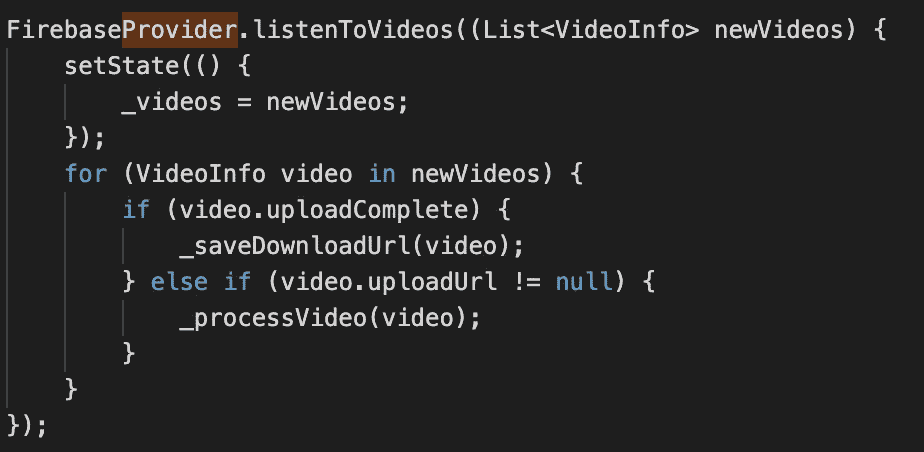 FirebaseProvider.listenToVideos((List<VideoInfo> newVideos) {
    setState(() {
        _videos = newVideos;
    });
    for (VideoInfo video in newVideos) {
        if (video.uploadComplete) {
            _saveDownloadUrl(video);
        } else if (video.uploadUrl != null) {
            _processVideo(video);
        }
    }
});